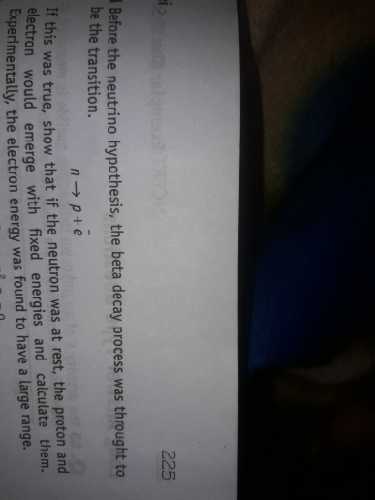 225
Before the neutrino hypothesis, the beta decay process was throught to
be the transition.
n → p + ē
If this was true, show that if the neutron was at rest, the proton and
electron would emerge with fixed energies and calculate them.
Experimentally, the electron energy was found to have a large range.